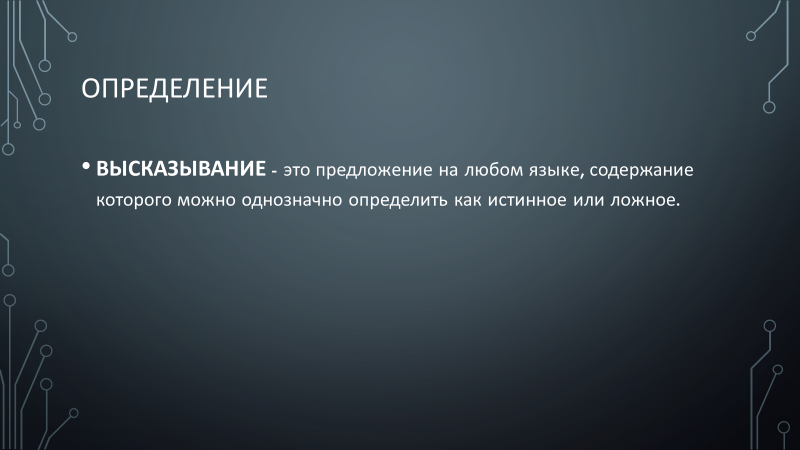 ОПРЕДЕЛЕНИЕ
• ВЫСКАЗЫВАНИЕ - это предложение на любом языке, содержание
которого можно однозначно определить как истинное или ложное.